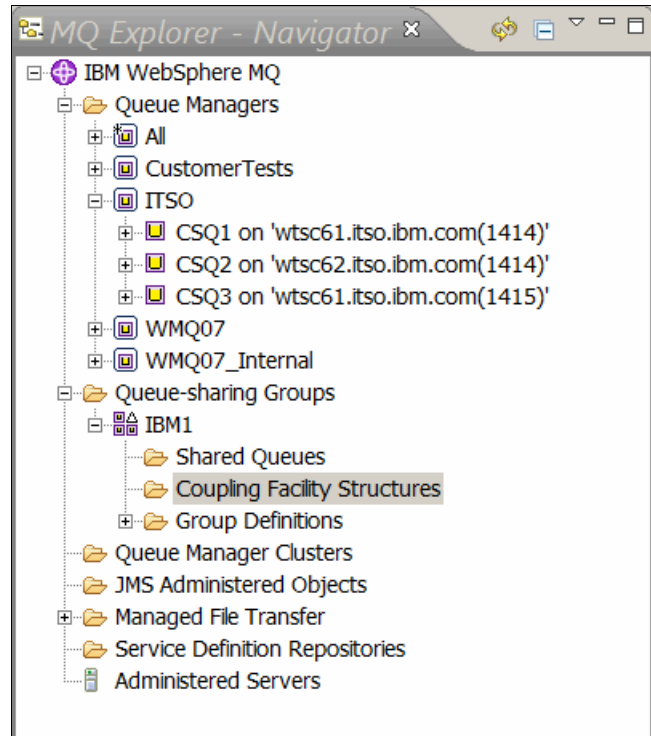 MQ Explorer - Navigator
IBM WebSphere MQ
Queue Managers
All
CustomerTests
ITSO
CSQ1 on 'wtsc61.itso.ibm.com(1414)'
CSQ2 on 'wtsc62.itso.ibm.com(1414)'
CSQ3 on 'wtsc61.itso.ibm.com(1415)'
WMQ07
WMQ07_Internal
Queue-sharing Groups
IBM1
Shared Queues
Coupling Facility Structures
Group Definitions
Queue Manager Clusters
JMS Administered Objects
Managed File Transfer
Service Definition Repositories
Administered Servers